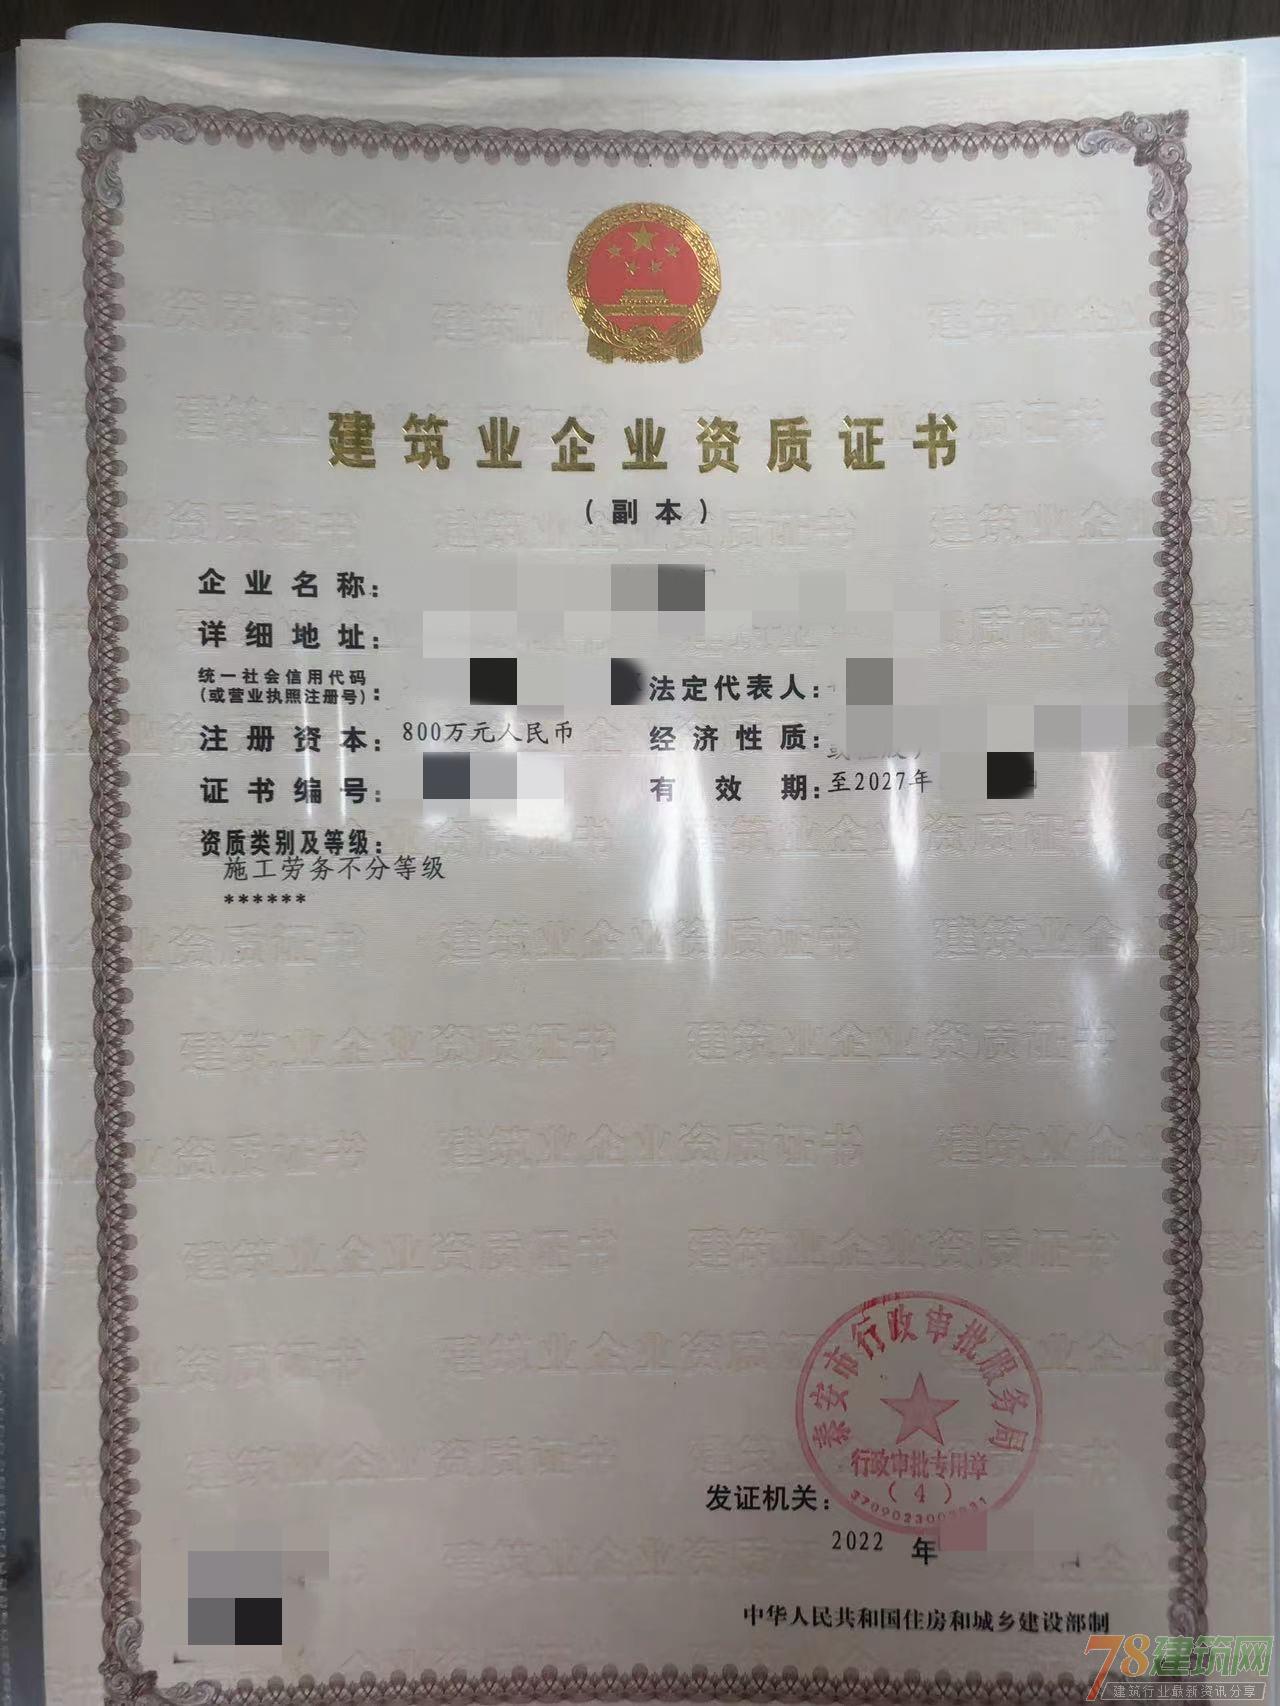 建筑业企业资质证书
（副本）
企业名称：
详细地址：
统一社会信用代码
（或营业执照注册号）：
法定代表人：
注册资本：800万元人民币
经济性质：
证书编号：
有效期：至2027年
资质类别及等级：
施工劳务不分等级
******
泰安市行政审批服务局
行政审批专用章
（4）
发证机关：
2022 年
中华人民共和国住房和城乡建设部制
78建筑网
建筑行业最新资讯分享